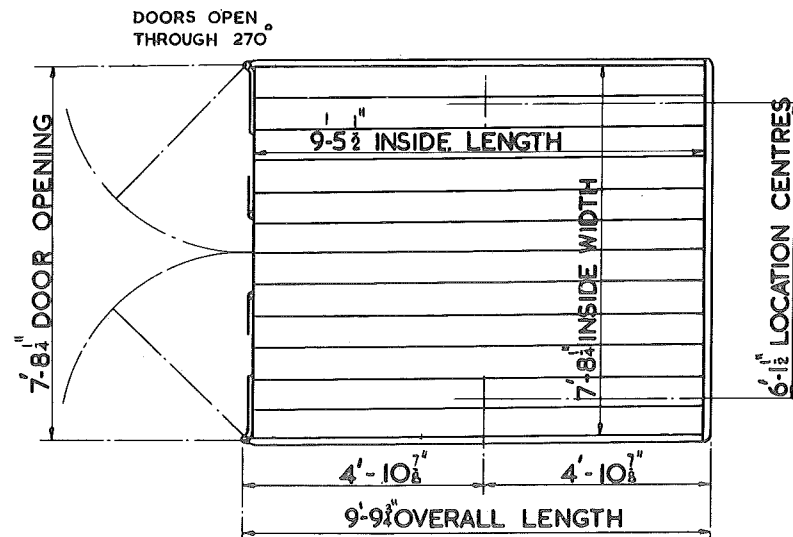 DOORS OPEN
THROUGH 270°
7'-8¼" DOOR OPENING
9'-5½" INSIDE LENGTH
7'-8¼" INSIDE WIDTH
6'-1½" LOCATION CENTRES
4'-10⅞"
4'-10⅞"
9'-9¾" OVERALL LENGTH